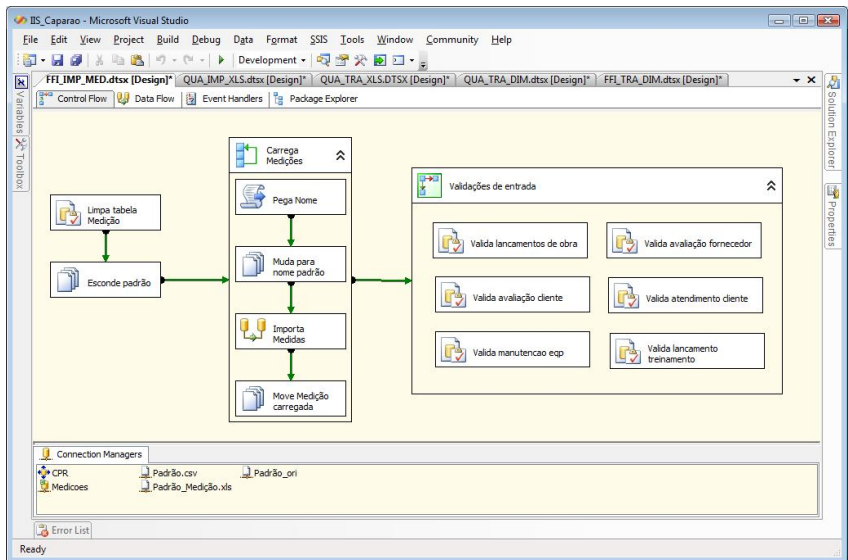 IIS_Caparao - Microsoft Visual Studio
File Edit View Project Build Debug Data Format SSIS Tools Window Community Help
Development
FFI_IMP_MED.dtsx [Design]* QUA_IMP_XLS.dtsx [Design]* QUA_TRA_XLS.DTSX [Design]* QUA_TRA_DIM.dtsx [Design]* FFI_TRA_DIM.dtsx [Design]*
Control Flow Data Flow Event Handlers Package Explorer
Variables
Toolbox
Solution Explorer
Properties
Limpa tabela
Medição
Esconde padrão
Carrega
Medições
Pega Nome
Muda para
nome padrão
Importa
Medidas
Move Medição
carregada
Validações de entrada
Valida lancamentos de obra
Valida avaliação fornecedor
Valida avaliação cliente
Valida atendimento cliente
Valida manutencao eqp
Valida lancamento
treinamento
Connection Managers
CPR Padrão.csv Padrão_ori
Medicoes Padrão_Medição.xls
Error List
Ready